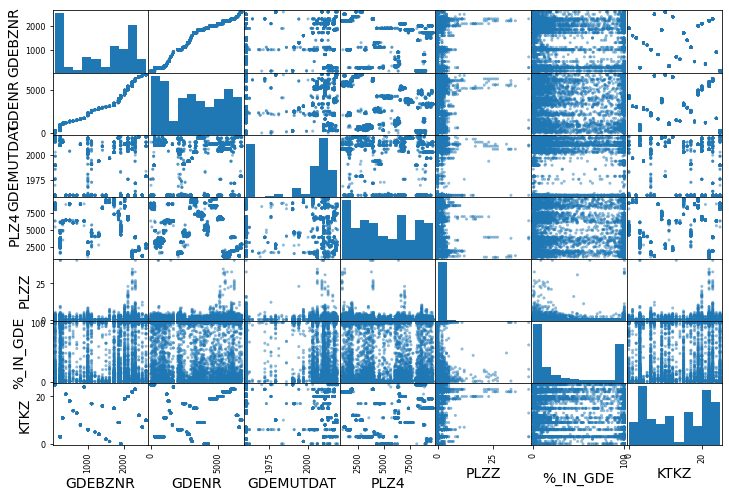 GDEBZNR
2000
1000
GDENR
5000
0
GDEMUTDAT
2000
1975
PLZ4
7500
5000
2500
PLZZ
25
0
%_IN_GDE
100
0
KTKZ
20
0
1000 2000 0 5000 1975 2000 2500 5000 7500 0 25 0 100 0 20
GDEBZNR GDENR GDEMUTDAT PLZ4 PLZZ %_IN_GDE KTKZ